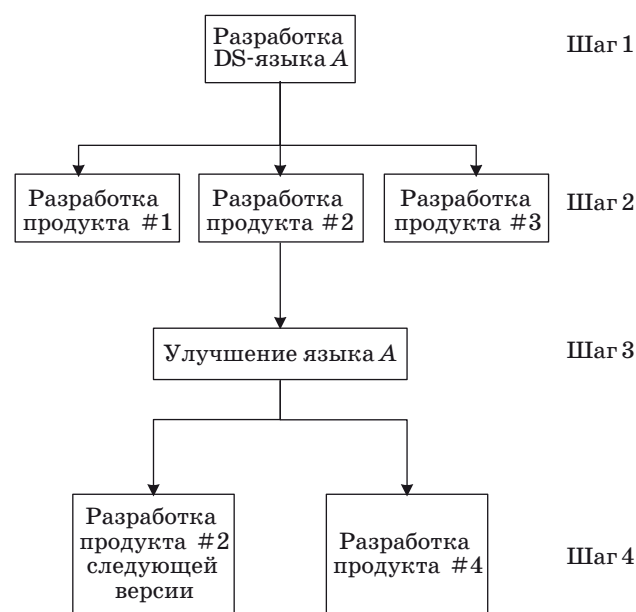 Разработка
DS-языка A
Шаг 1
Разработка
продукта #1
Разработка
продукта #2
Разработка
продукта #3
Шаг 2
Улучшение языка A
Шаг 3
Разработка
продукта #2
следующей
версии
Разработка
продукта #4
Шаг 4